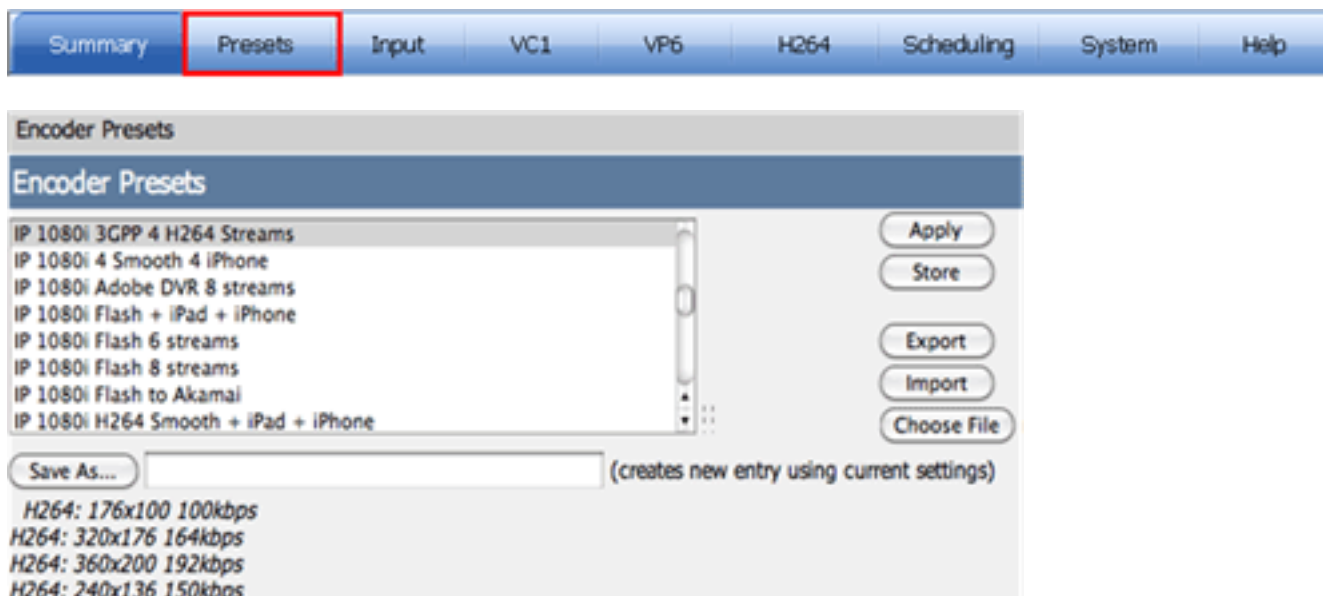 Summary Presets Input VC1 VP6 H264 Scheduling System Help
Encoder Presets
Encoder Presets
IP 1080i 3GPP 4 H264 Streams
IP 1080i 4 Smooth 4 iPhone
IP 1080i Adobe DVR 8 streams
IP 1080i Flash + iPad + iPhone
IP 1080i Flash 6 streams
IP 1080i Flash 8 streams
IP 1080i Flash to Akamai
IP 1080i H264 Smooth + iPad + iPhone
Apply
Store
Export
Import
Choose File
Save As... (creates new entry using current settings)
H264: 176x100 100kbps
H264: 320x176 164kbps
H264: 360x200 192kbps
H264: 240x136 150kbps